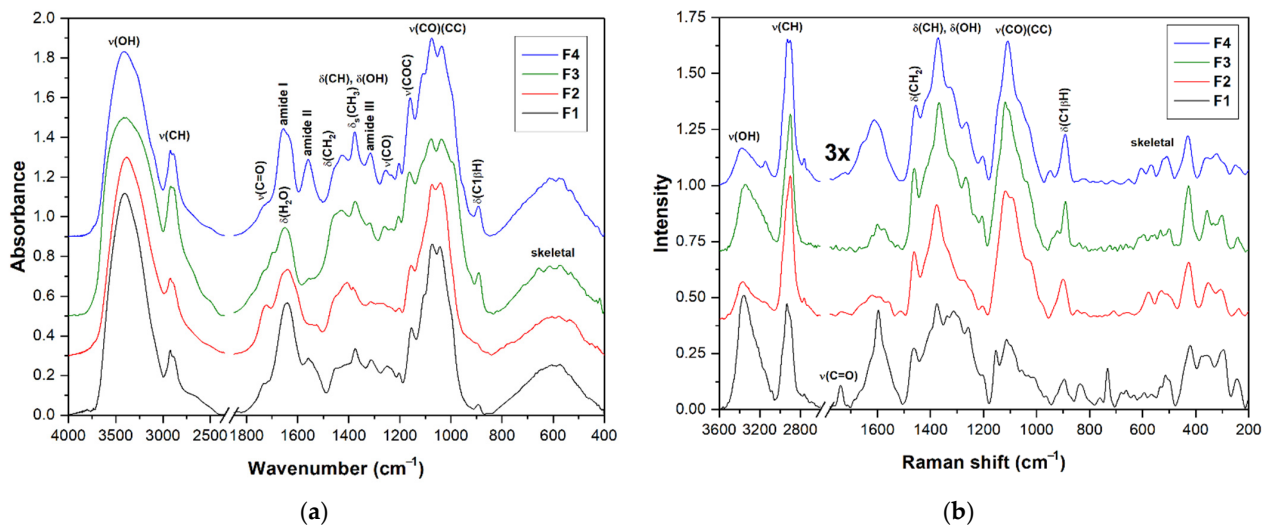 2.0
1.8
1.6
1.4
1.2
1.0
0.8
0.6
0.4
0.2
0.0
Absorbance
ν(OH)
ν(CH)
ν(C=O)
δ(H₂O)
amide I
amide II
δ(CH₂)
δ(CH), δ(OH)
δₛ(CH₃)
amide III
ν(CO)
ν(COC)
ν(CO)(CC)
δ(C1βH)
skeletal
F4
F3
F2
F1
4000 3500 3000 2500 1800 1600 1400 1200 1000 800 600 400
Wavenumber (cm⁻¹)
(a)
1.75
1.50
1.25
1.00
0.75
0.50
0.25
0.00
Intensity
ν(OH)
ν(CH)
3x
ν(C=O)
δ(CH₂)
δ(CH), δ(OH)
ν(CO)(CC)
δ(C1βH)
skeletal
F4
F3
F2
F1
3600 3200 2800 1600 1400 1200 1000 800 600 400 200
Raman shift (cm⁻¹)
(b)